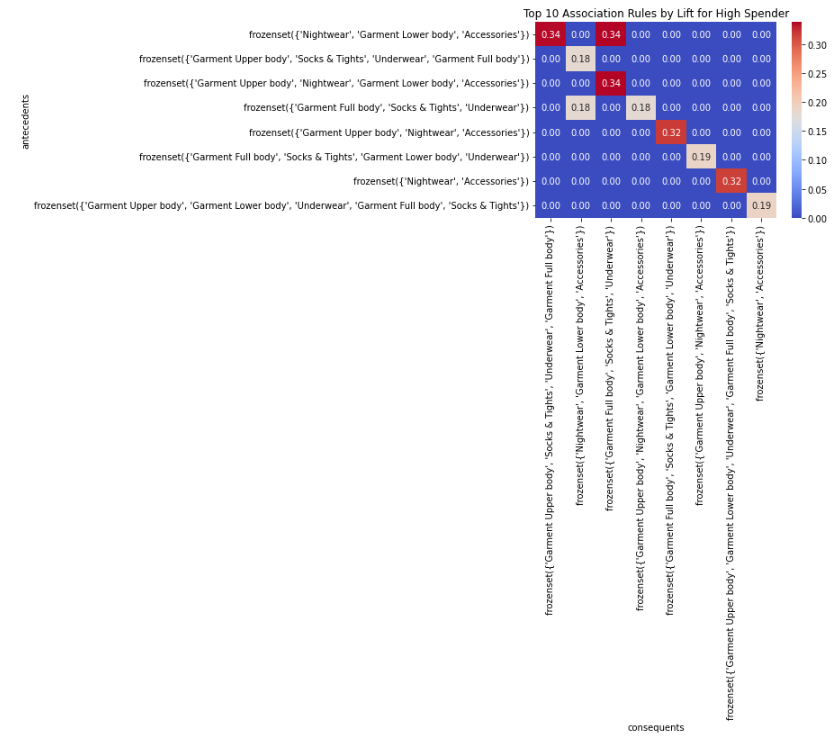 Top 10 Association Rules by Lift for High Spender
antecedents
frozenset({'Nightwear', 'Garment Lower body', 'Accessories'}) 0.34 0.00 0.34 0.00 0.00 0.00 0.00 0.00
frozenset({'Garment Upper body', 'Socks & Tights', 'Underwear', 'Garment Full body'}) 0.00 0.18 0.00 0.00 0.00 0.00 0.00 0.00
frozenset({'Garment Upper body', 'Nightwear', 'Garment Lower body', 'Accessories'}) 0.00 0.00 0.34 0.00 0.00 0.00 0.00 0.00
frozenset({'Garment Full body', 'Socks & Tights', 'Underwear'}) 0.00 0.18 0.00 0.18 0.00 0.00 0.00 0.00
frozenset({'Garment Upper body', 'Nightwear', 'Accessories'}) 0.00 0.00 0.00 0.00 0.32 0.00 0.00 0.00
frozenset({'Garment Full body', 'Socks & Tights', 'Garment Lower body', 'Underwear'}) 0.00 0.00 0.00 0.00 0.00 0.19 0.00 0.00
frozenset({'Nightwear', 'Accessories'}) 0.00 0.00 0.00 0.00 0.00 0.00 0.32 0.00
frozenset({'Garment Upper body', 'Garment Lower body', 'Underwear', 'Garment Full body', 'Socks & Tights'}) 0.00 0.00 0.00 0.00 0.00 0.00 0.00 0.19
0.30
0.25
0.20
0.15
0.10
0.05
0.00
frozenset({'Garment Upper body', 'Socks & Tights', 'Underwear', 'Garment Full body'})
frozenset({'Nightwear', 'Garment Lower body', 'Accessories'})
frozenset({'Garment Full body', 'Socks & Tights', 'Underwear'})
frozenset({'Garment Upper body', 'Nightwear', 'Garment Lower body', 'Accessories'})
frozenset({'Garment Full body', 'Socks & Tights', 'Garment Lower body', 'Underwear'})
frozenset({'Garment Upper body', 'Nightwear', 'Accessories'})
frozenset({'Garment Upper body', 'Garment Lower body', 'Underwear', 'Garment Full body', 'Socks & Tights'})
frozenset({'Nightwear', 'Accessories'})
consequents